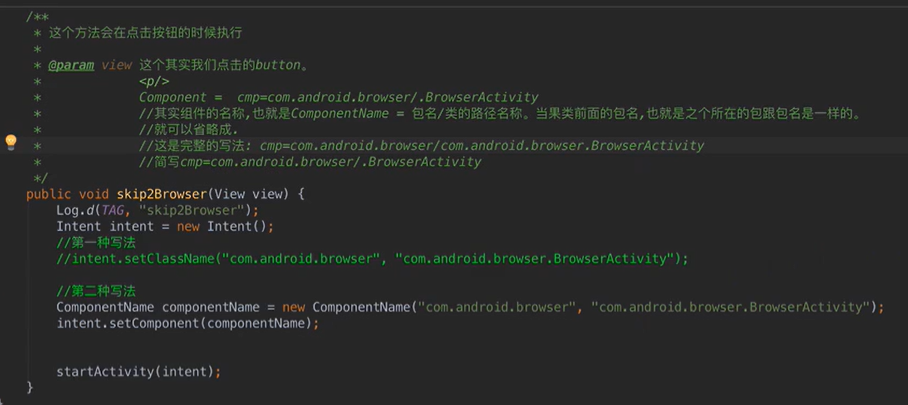 /**
 * 这个方法会在点击按钮的时候执行
 *
 * @param view 这个其实我们点击的button。
 *             <p/>
 *             Component =  cmp=com.android.browser/.BrowserActivity
 *             //其实组件的名称,也就是ComponentName = 包名/类的路径名称。当果类前面的包名,也就是之个所在的包跟包名是一样的。
 *             //就可以省略成.
 *             //这是完整的写法: cmp=com.android.browser/com.android.browser.BrowserActivity
 *             //简写cmp=com.android.browser/.BrowserActivity
 */
public void skip2Browser(View view) {
    Log.d(TAG, "skip2Browser");
    Intent intent = new Intent();
    //第一种写法
    //intent.setClassName("com.android.browser", "com.android.browser.BrowserActivity");
    //第二种写法
    ComponentName componentName = new ComponentName("com.android.browser", "com.android.browser.BrowserActivity");
    intent.setComponent(componentName);
    startActivity(intent);
}